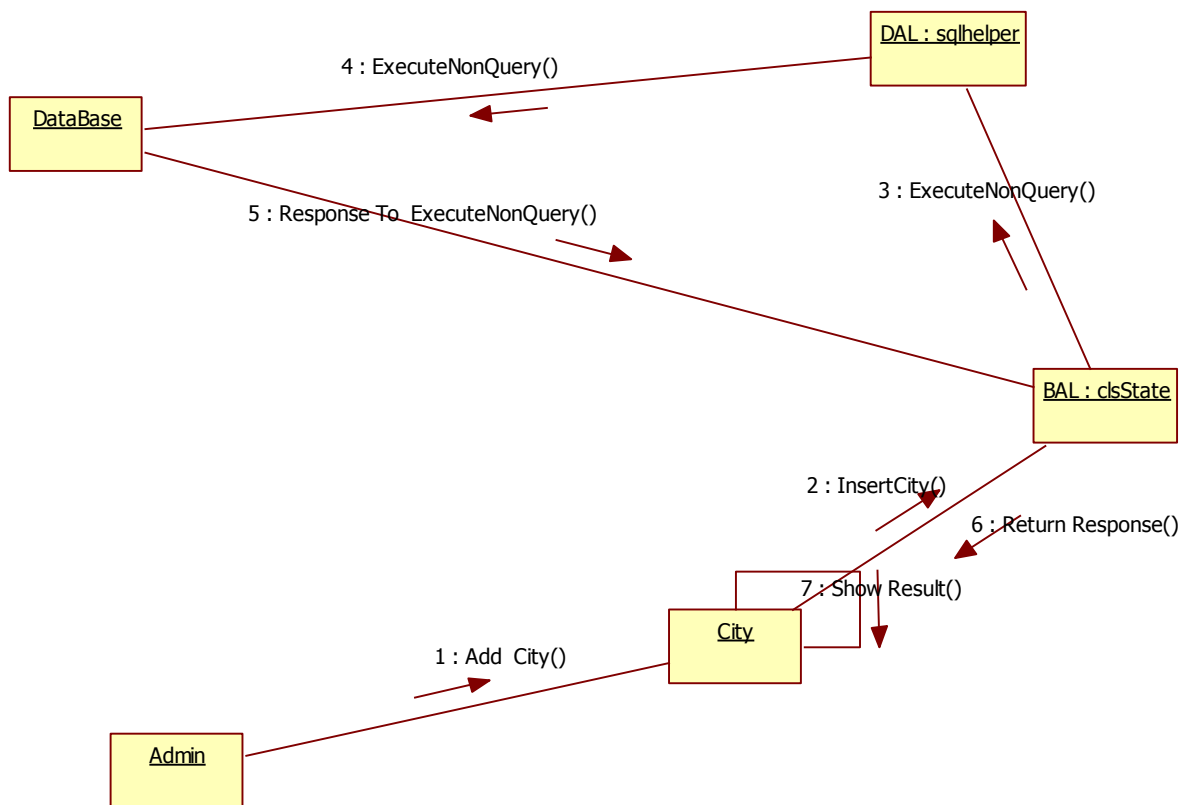 DAL : sqlhelper
4 : ExecuteNonQuery()
DataBase
3 : ExecuteNonQuery()
5 : Response To  ExecuteNonQuery()
BAL : clsState
2 : InsertCity()
6 : Return Response()
7 : Show Result()
City
1 : Add  City()
Admin